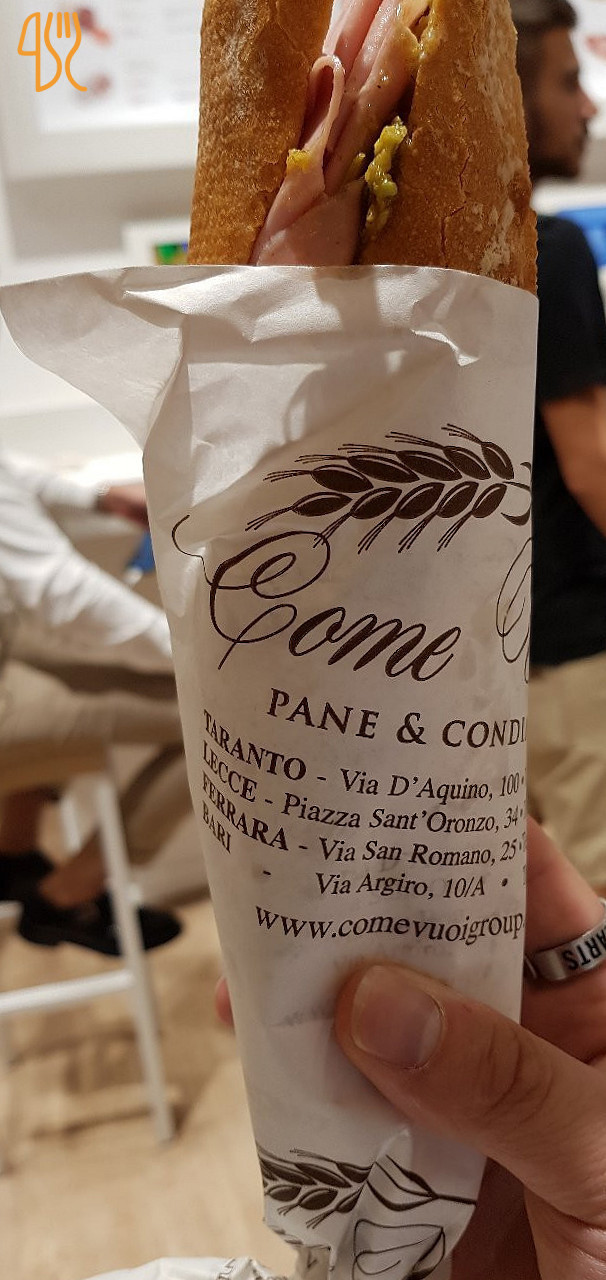 Come
PANE & CONDI
TARANTO - Via D'Aquino, 100 •
LECCE - Piazza Sant'Oronzo, 34 •
FERRARA - Via San Romano, 25 •
BARI - Via Argiro, 10/A •
www.comevuoigroup.
ARTS